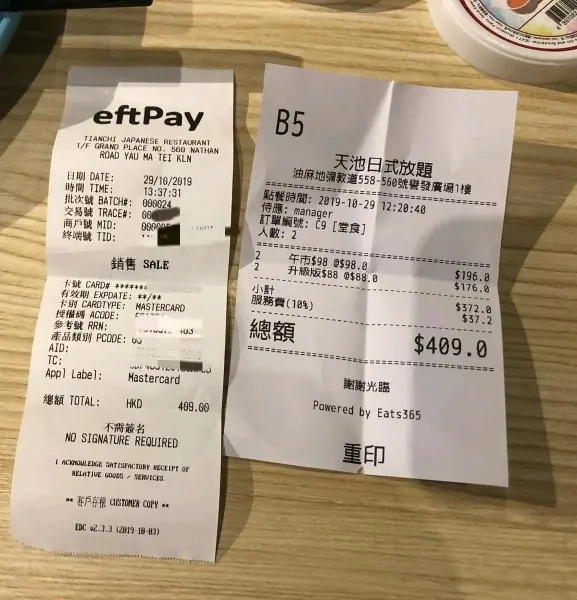 eftPay
TIANCHI JAPANESE RESTAURANT
1/F GRAND PLACE NO. 560 NATHAN
ROAD YAU MA TEI KLN
日期 DATE: 29/10/2019
時間 TIME: 13:37:31
批次號 BATCH#: 000024
交易號 TRACE#:
商戶號 MID:
終端號 TID:
銷售 SALE
卡號 CARD#
有效期 EXPDATE: **/**
卡別 CARDTYPE: MASTERCARD
授權碼 ACODE:
參考號 RRN:
產品類別 PCODE: 03
AID:
TC:
Appl Label: Mastercard
總額 TOTAL: HKD 409.00
不需簽名
NO SIGNATURE REQUIRED
I ACKNOWLEDGE SATISFACTORY RECEIPT OF
RELATIVE GOODS / SERVICES
** 客戶存根 CUSTOMER COPY **
EDC v2.3.3 (2019-10-03)
B5
天池日式放題
油麻地彌敦道558-560號譽發廣場1樓
點餐時間: 2019-10-29 12:20:40
侍應: manager
訂單編號: C9 [堂食]
人數: 2
2 午市$98 @$98.0 $196.0
2 升級版$88 @$88.0 $176.0
小計 $372.0
服務費(10%) $37.2
總額 $409.0
謝謝光臨
Powered by Eats365
重印